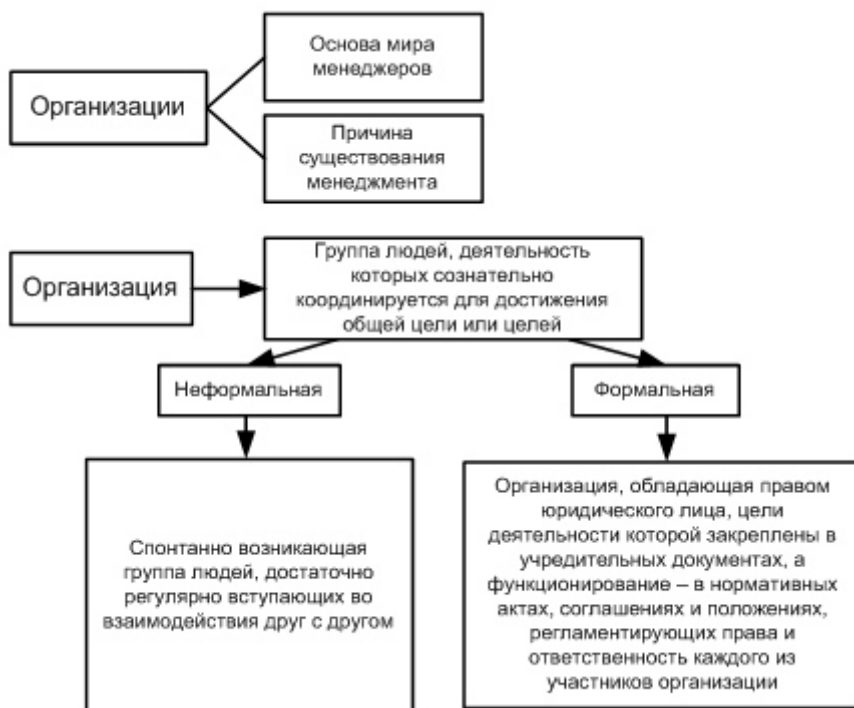 Организации
Основа мира
менеджеров
Причина
существования
менеджмента
Организация
Группа людей, деятельность
которых сознательно
координируется для достижения
общей цели или целей
Неформальная
Формальная
Спонтанно возникающая
группа людей, достаточно
регулярно вступающих во
взаимодействия друг с другом
Организация, обладающая правом
юридического лица, цели
деятельности которой закреплены в
учредительных документах, а
функционирование – в нормативных
актах, соглашениях и положениях,
регламентирующих права и
ответственность каждого из
участников организации